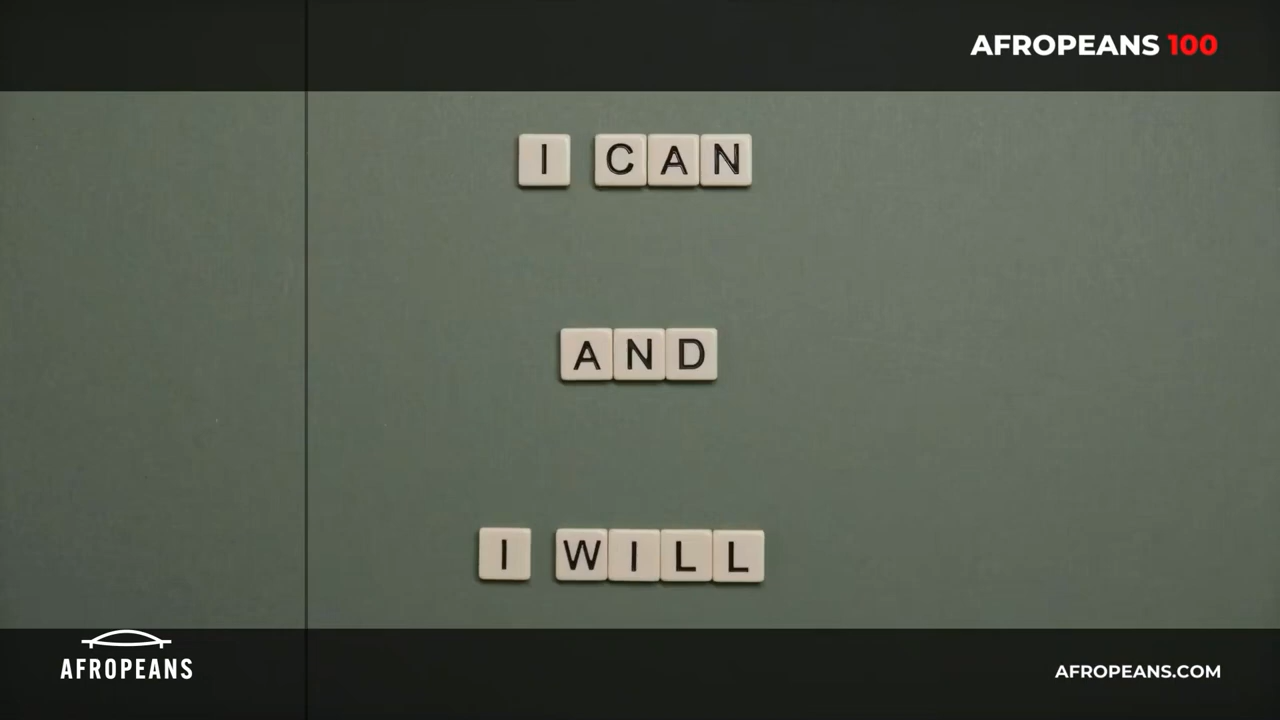 AFROPEANS 100
I CAN
AND
I WILL
AFROPEANS
AFROPEANS.COM